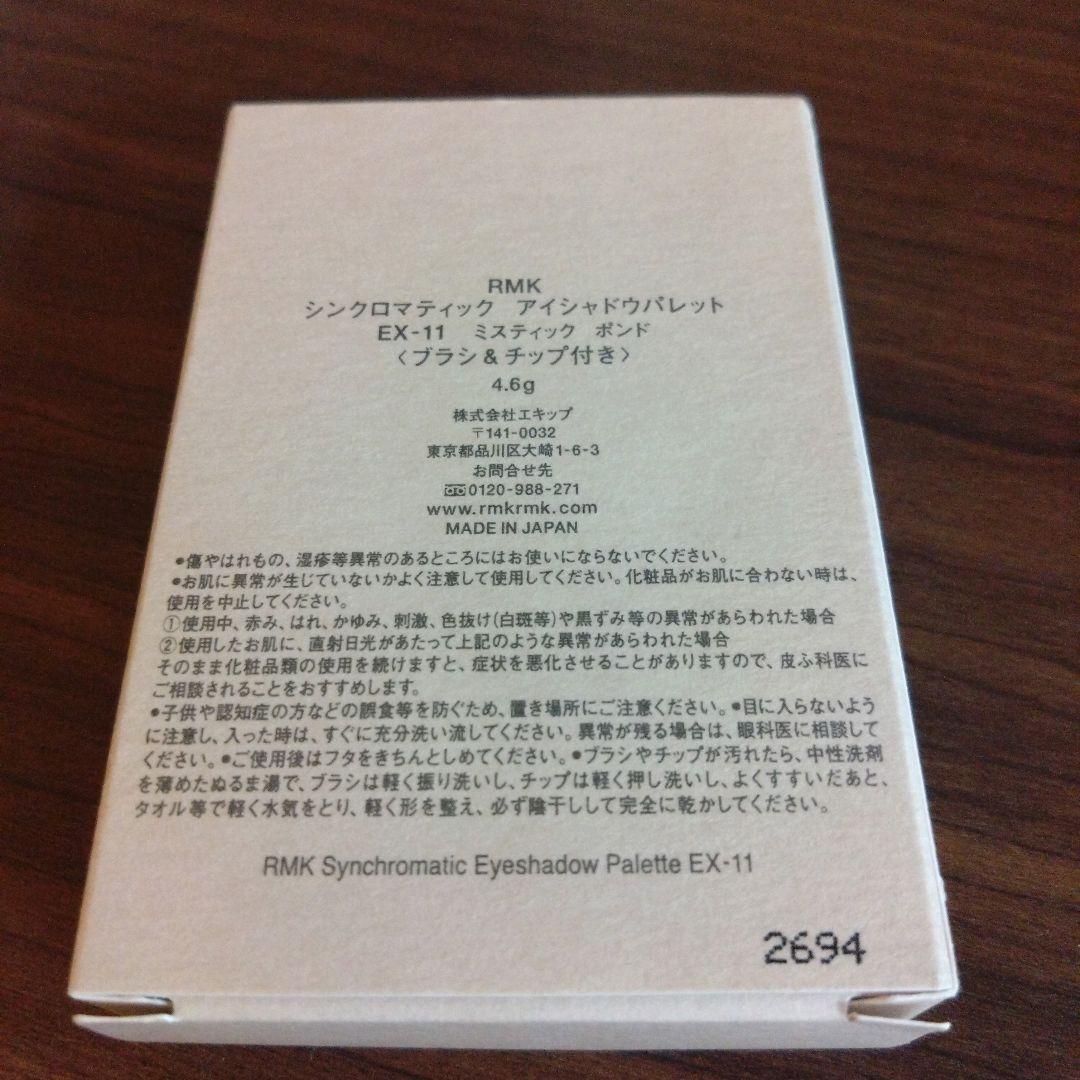 RMK
シンクロマティック　アイシャドウパレット
EX-11　ミスティック　ボンド
〈ブラシ＆チップ付き〉
4.6g
株式会社エキップ
〒141-0032
東京都品川区大崎1-6-3
お問合せ先
0120-988-271
www.rmkrmk.com
MADE IN JAPAN
●傷やはれもの、湿疹等異常のあるところにはお使いにならないでください。
●お肌に異常が生じていないかよく注意して使用してください。化粧品がお肌に合わない時は、
使用を中止してください。
①使用中、赤み、はれ、かゆみ、刺激、色抜け(白斑等)や黒ずみ等の異常があらわれた場合
②使用したお肌に、直射日光があたって上記のような異常があらわれた場合
そのまま化粧品類の使用を続けますと、症状を悪化させることがありますので、皮ふ科医に
ご相談されることをおすすめします。
●子供や認知症の方などの誤食等を防ぐため、置き場所にご注意ください。●目に入らないよう
に注意し、入った時は、すぐに充分洗い流してください。異常が残る場合は、眼科医に相談して
ください。●ご使用後はフタをきちんとしめてください。●ブラシやチップが汚れたら、中性洗剤
を薄めたぬるま湯で、ブラシは軽く振り洗いし、チップは軽く押し洗いし、よくすすいだあと、
タオル等で軽く水気をとり、軽く形を整え、必ず陰干しして完全に乾かしてください。
RMK Synchromatic Eyeshadow Palette EX-11
2694